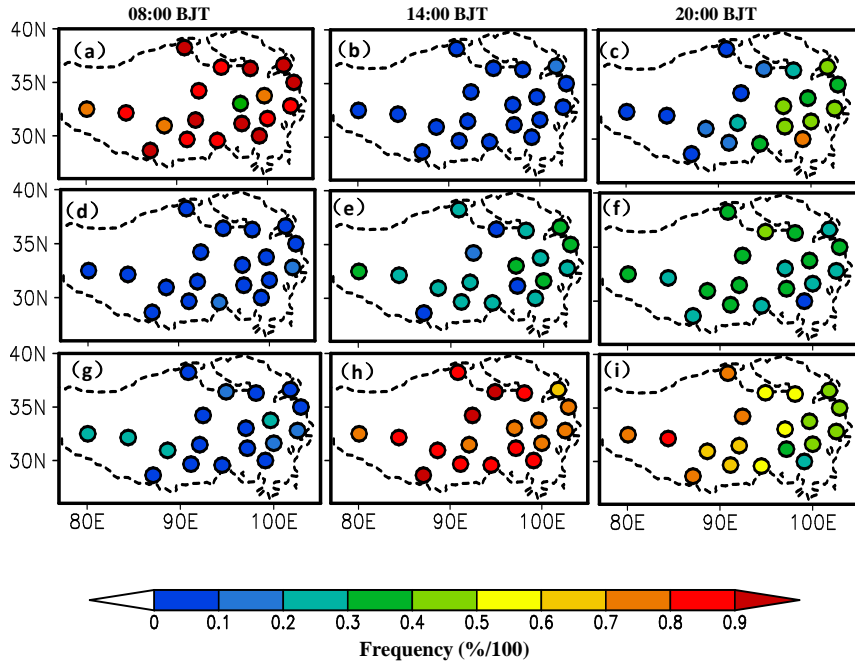 08:00 BJT 14:00 BJT 20:00 BJT
40N (a) (b) (c)
35N
30N
40N (d) (e) (f)
35N
30N
40N (g) (h) (i)
35N
30N
80E 90E 100E 80E 90E 100E 80E 90E 100E
0 0.1 0.2 0.3 0.4 0.5 0.6 0.7 0.8 0.9
Frequency (%/100)